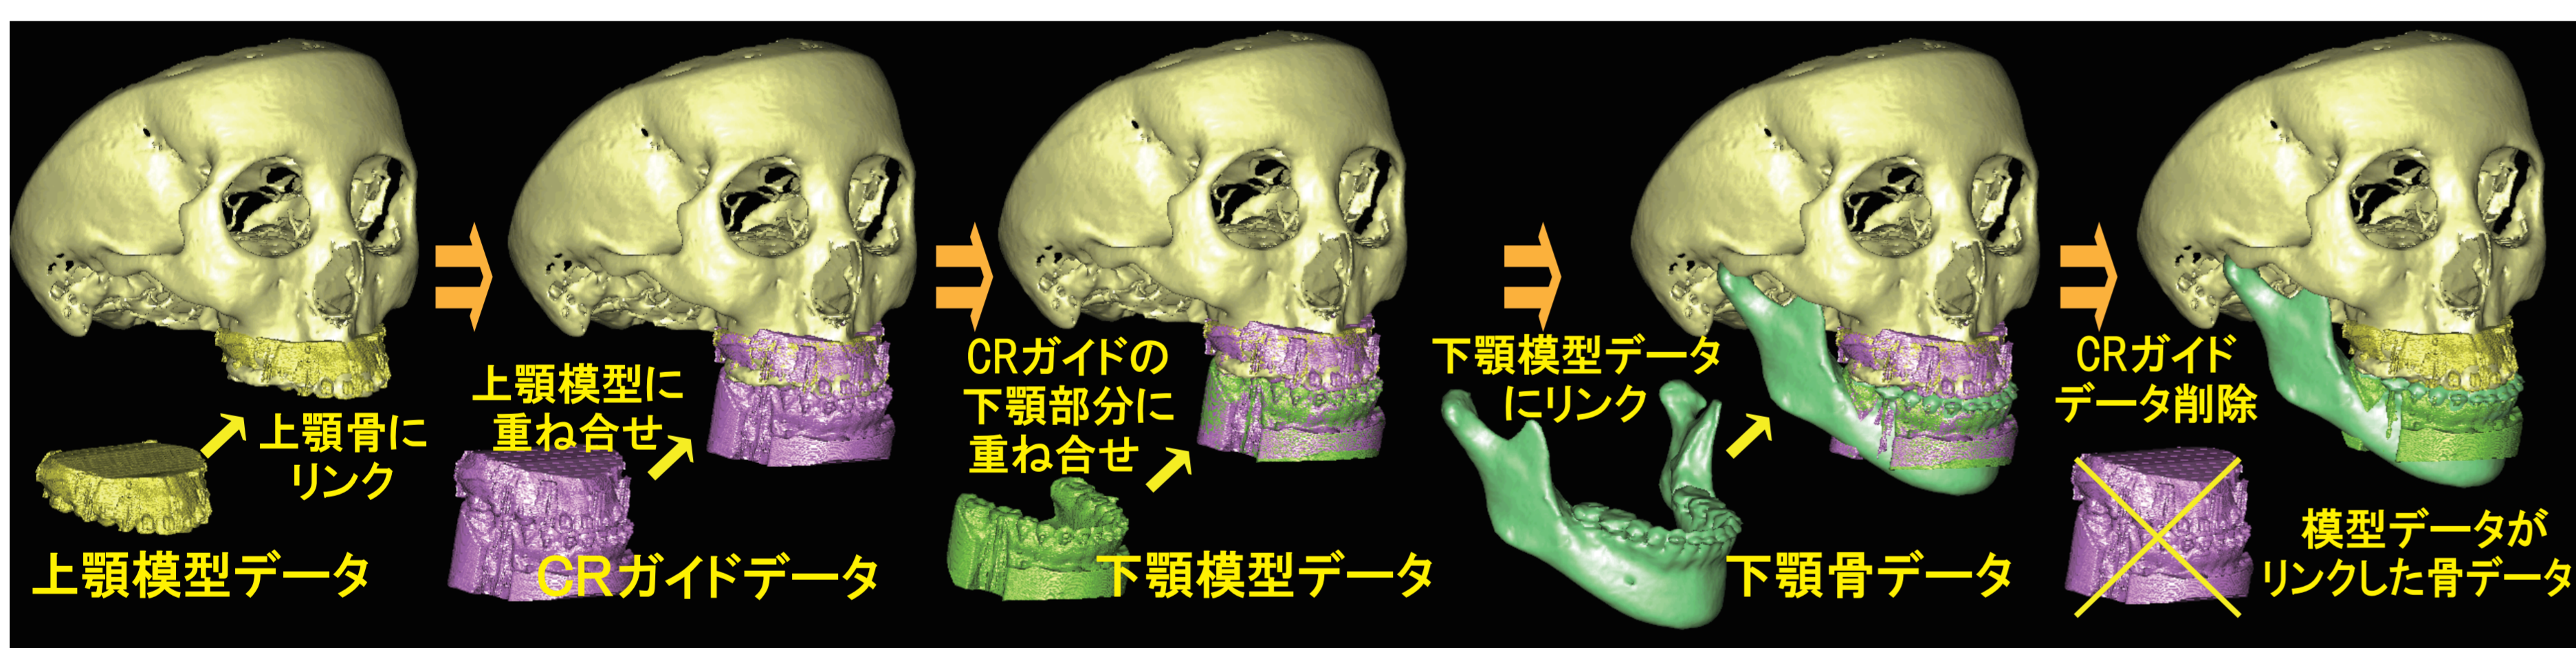 上顎骨に
リンク
上顎模型データ
上顎模型に
重ね合せ
CRガイドデータ
CRガイドの
下顎部分に
重ね合せ
下顎模型データ
下顎模型データ
にリンク
下顎骨データ
CRガイド
データ削除
模型データが
リンクした骨データ